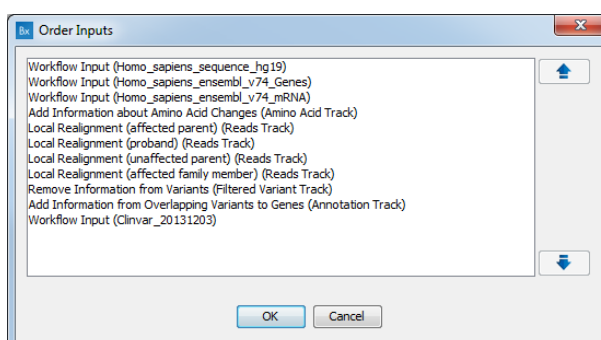 Bx Order Inputs
Workflow Input (Homo_sapiens_sequence_hg19)
Workflow Input (Homo_sapiens_ensembl_v74_Genes)
Workflow Input (Homo_sapiens_ensembl_v74_mRNA)
Add Information about Amino Acid Changes (Amino Acid Track)
Local Realignment (affected parent) (Reads Track)
Local Realignment (proband) (Reads Track)
Local Realignment (unaffected parent) (Reads Track)
Local Realignment (affected family member) (Reads Track)
Remove Information from Variants (Filtered Variant Track)
Add Information from Overlapping Variants to Genes (Annotation Track)
Workflow Input (Clinvar_20131203)
OK Cancel